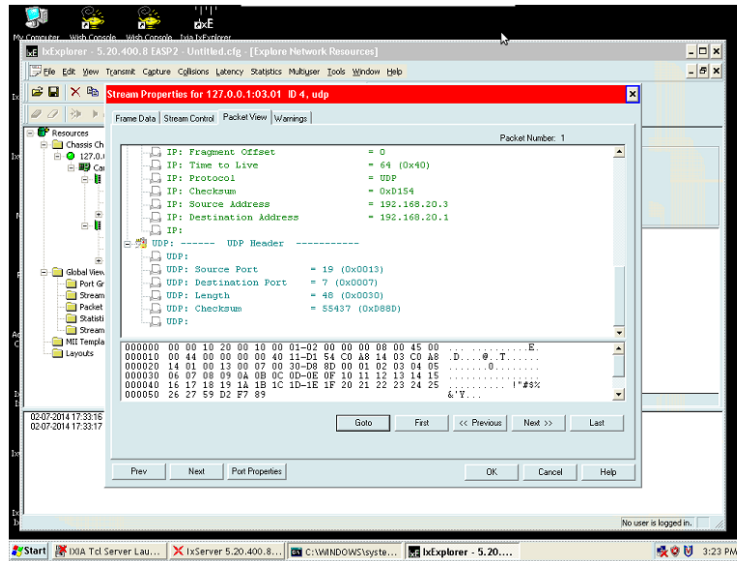 My Computer Wish Console Wish Console Ixia IxExplorer
IxExplorer - 5.20.400.8 EASP2 - Untitled.cfg - [Explore Network Resources]
File Edit View Transmit Capture Collisions Latency Statistics Multiuser Tools Window Help
Stream Properties for 127.0.0.1:03.01 ID 4, udp
Frame Data Stream Control Packet View Warnings
Packet Number: 1
Resources
Chassis Ch
127.0.
Car
Global View
Port Gr
Stream
Packet
Statisti
Stream
MII Templa
Layouts
IP: Fragment Offset = 0
IP: Time to Live = 64 (0x40)
IP: Protocol = UDP
IP: Checksum = 0xD154
IP: Source Address = 192.168.20.3
IP: Destination Address = 192.168.20.1
IP:
UDP: ------ UDP Header -----------
UDP:
UDP: Source Port = 19 (0x0013)
UDP: Destination Port = 7 (0x0007)
UDP: Length = 48 (0x0030)
UDP: Checksum = 55437 (0xD88D)
UDP:
000000 00 00 10 20 00 10 00 01-02 00 00 00 08 00 45 00 ..............E.
000010 00 44 00 00 00 00 40 11-D1 54 C0 A8 14 03 C0 A8 .D....@..T......
000020 14 01 00 13 00 07 00 30-D8 8D 00 01 02 03 04 05 .......0........
000030 06 07 08 09 0A 0B 0C 0D-0E 0F 10 11 12 13 14 15 ................
000040 16 17 18 19 1A 1B 1C 1D-1E 1F 20 21 22 23 24 25 .......... !"#$%
000050 26 27 59 D2 F7 89 &'Y...
Goto First << Previous Next >> Last
02-07-2014 17:33:16
02-07-2014 17:33:17
Prev Next Port Properties OK Cancel Help
No user is logged in.
Start IXIA Tcl Server Lau... IxServer 5.20.400.8... C:\WINDOWS\syste... IxExplorer - 5.20.... 3:23 PM